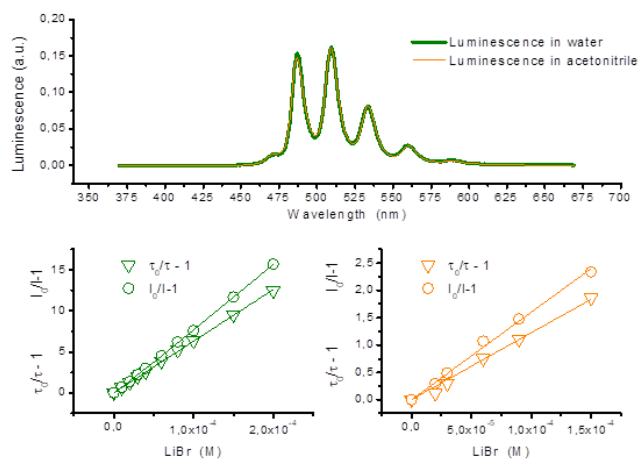 Luminescence (a.u.)
0,20
0,15
0,10
0,05
0,00
Luminescence in water
Luminescence in acetonitrile
350 375 400 425 450 475 500 525 550 575 600 625 650 675 700
Wavelength (nm)
τ₀/τ - 1 I₀/I-1
15
10
5
0
τ₀/τ - 1
I₀/I-1
0,0 1,0x10⁻⁴ 2,0x10⁻⁴
LiBr (M)
τ₀/τ - 1 I₀/I-1
2,5
2,0
1,5
1,0
0,5
0,0
τ₀/τ - 1
I₀/I-1
0,0 5,0x10⁻⁵ 1,0x10⁻⁴ 1,5x10⁻⁴
LiBr (M)